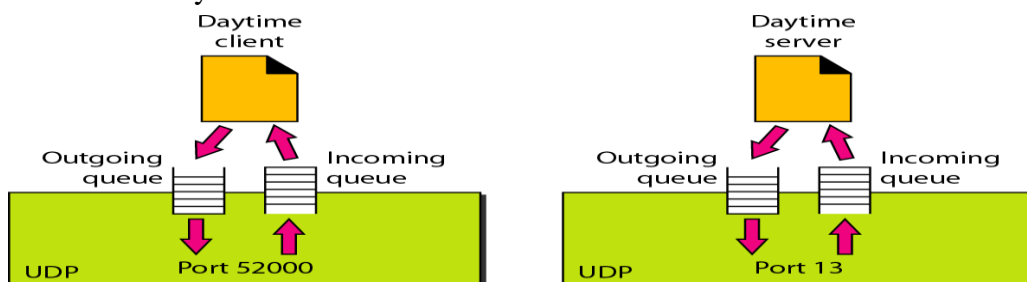 Daytime
client
Outgoing
queue
Incoming
queue
UDP
Port 52000
Daytime
server
Outgoing
queue
Incoming
queue
UDP
Port 13